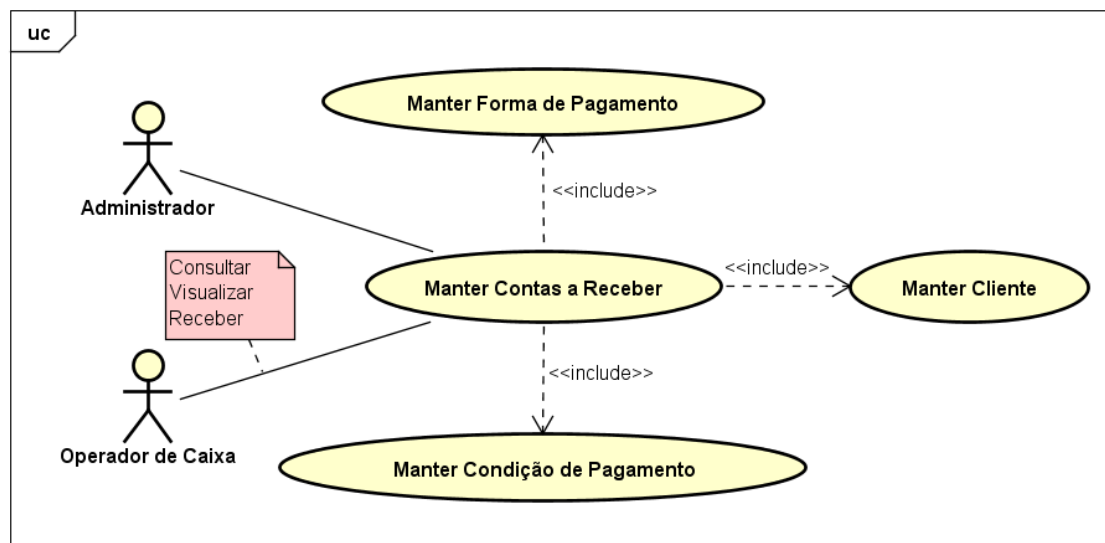 uc
Manter Forma de Pagamento
Administrador
<<include>>
Consultar
Visualizar
Receber
Manter Contas a Receber
<<include>>
Manter Cliente
<<include>>
Operador de Caixa
Manter Condição de Pagamento